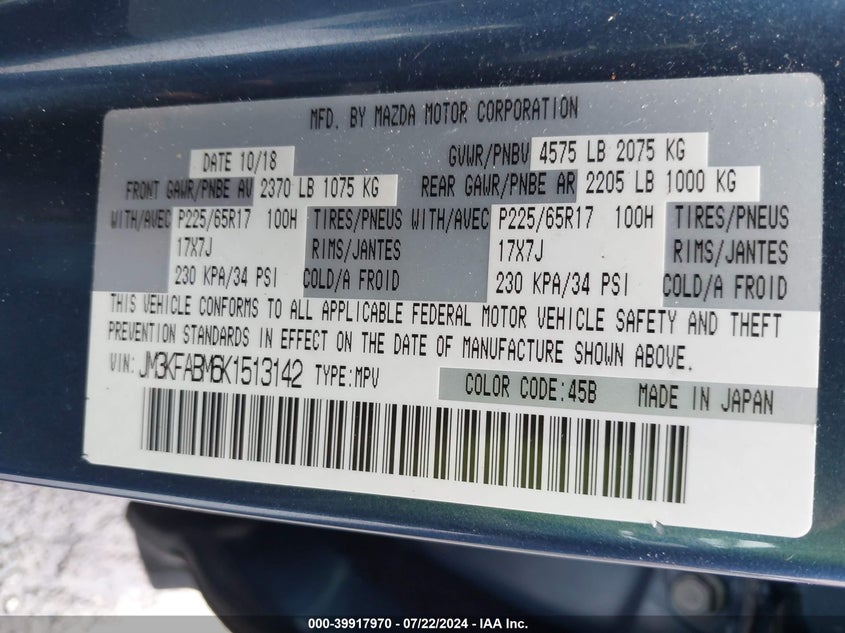 MFD. BY MAZDA MOTOR CORPORATION
DATE 10/18 GVWR/PNBV 4575 LB 2075 KG
FRONT GAWR/PNBE AV 2370 LB 1075 KG REAR GAWR/PNBE AR 2205 LB 1000 KG
WITH/AVEC P225/65R17 100H TIRES/PNEUS WITH/AVEC P225/65R17 100H TIRES/PNEUS
17X7J RIMS/JANTES 17X7J RIMS/JANTES
230 KPA/34 PSI COLD/A FROID 230 KPA/34 PSI COLD/A FROID
THIS VEHICLE CONFORMS TO ALL APPLICABLE FEDERAL MOTOR VEHICLE SAFETY AND THEFT
PREVENTION STANDARDS IN EFFECT ON THE DATE OF MANUFACTURE SHOWN ABOVE.
VIN: JM3KFABM6K1513142 TYPE:MPV
COLOR CODE:45B MADE IN JAPAN
000-39917970 - 07/22/2024 - IAA Inc.